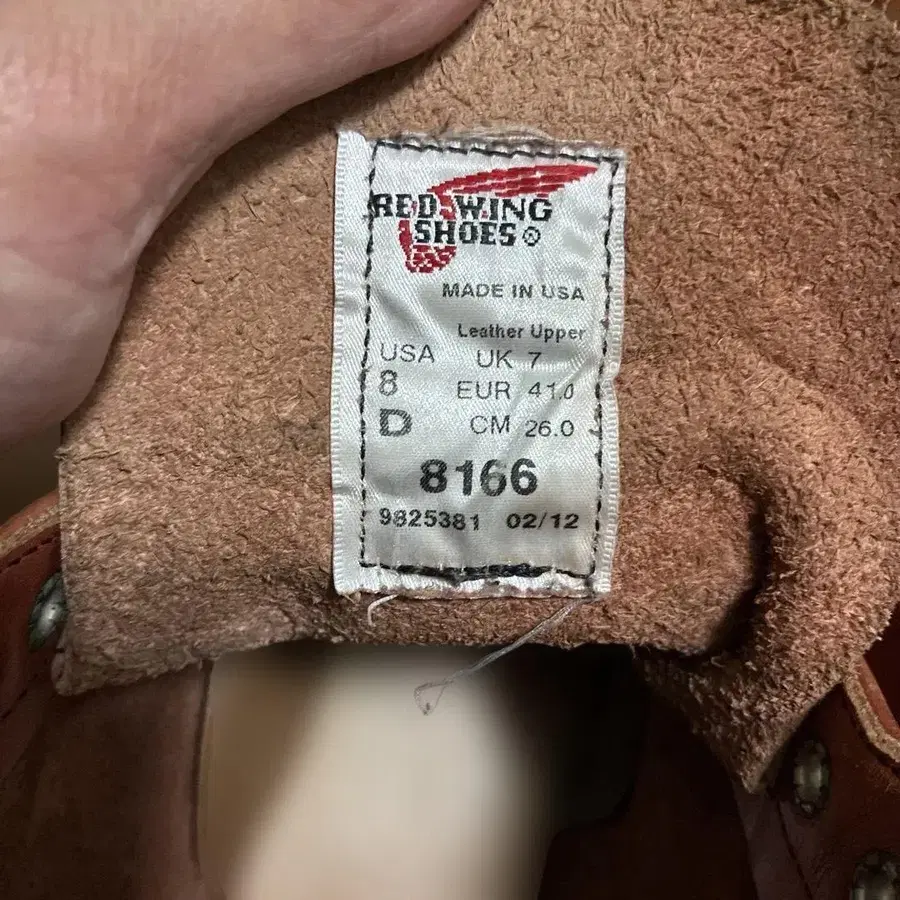 RED WING
SHOES®
MADE IN USA
Leather Upper
USA UK 7
8 EUR 41.0
D CM 26.0
8166
9825381 02/12